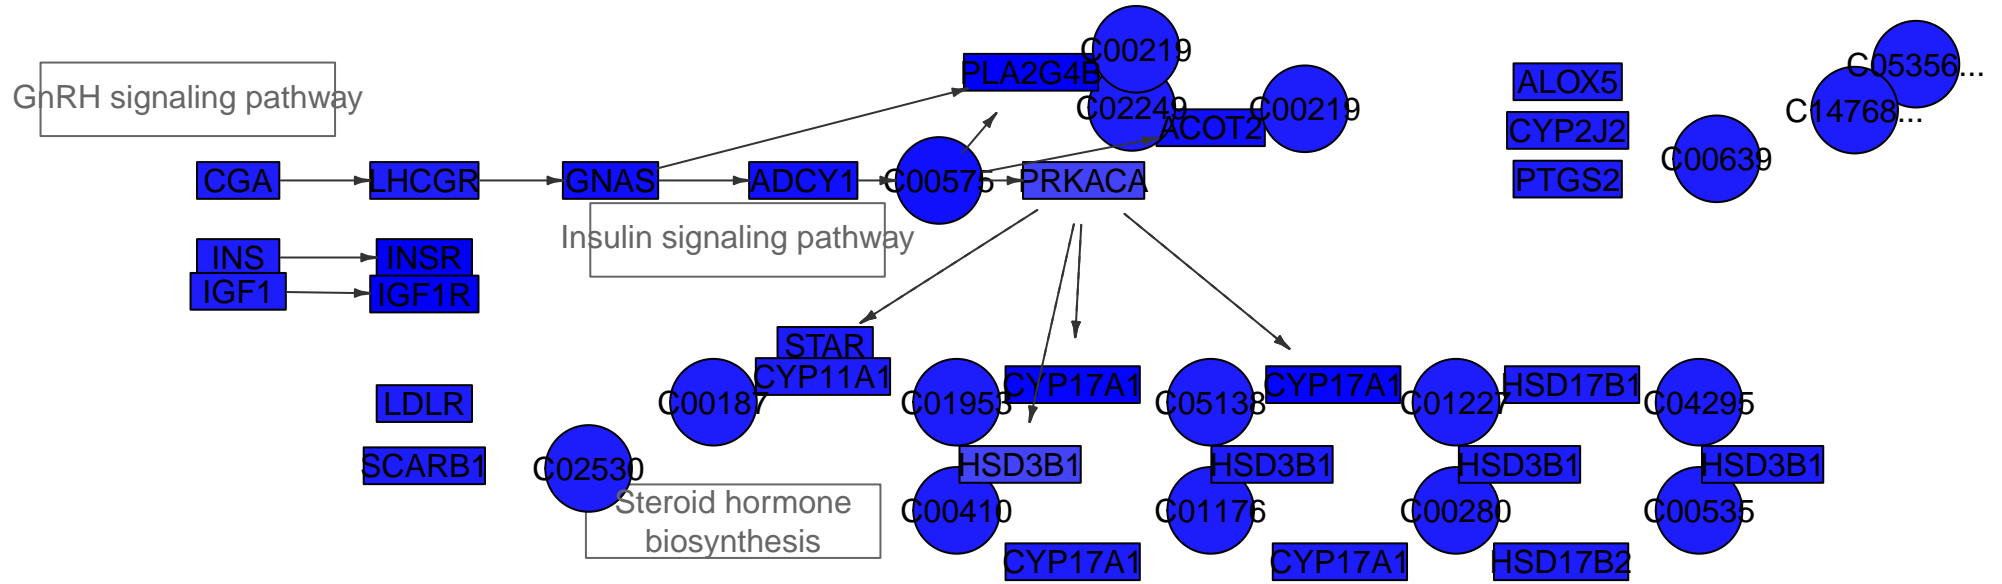 C00219
C05356...
PLA2G4B
ALOX5
GnRH signaling pathway
C02249
C00219
C14768...
ACOT2
CYP2J2
C00639
CGA
LHCGR
GNAS
ADCY1
C00575
PRKACA
PTGS2
Insulin signaling pathway
INS
INSR
IGF1
IGF1R
STAR
CYP11A1
CYP17A1
CYP17A1
HSD17B1
LDLR
C00187
C01953
C05138
C01227
C04295
SCARB1
C02530
HSD3B1
HSD3B1
HSD3B1
HSD3B1
Steroid hormone
biosynthesis
C00410
C01176
C00280
C00535
CYP17A1
CYP17A1
HSD17B2